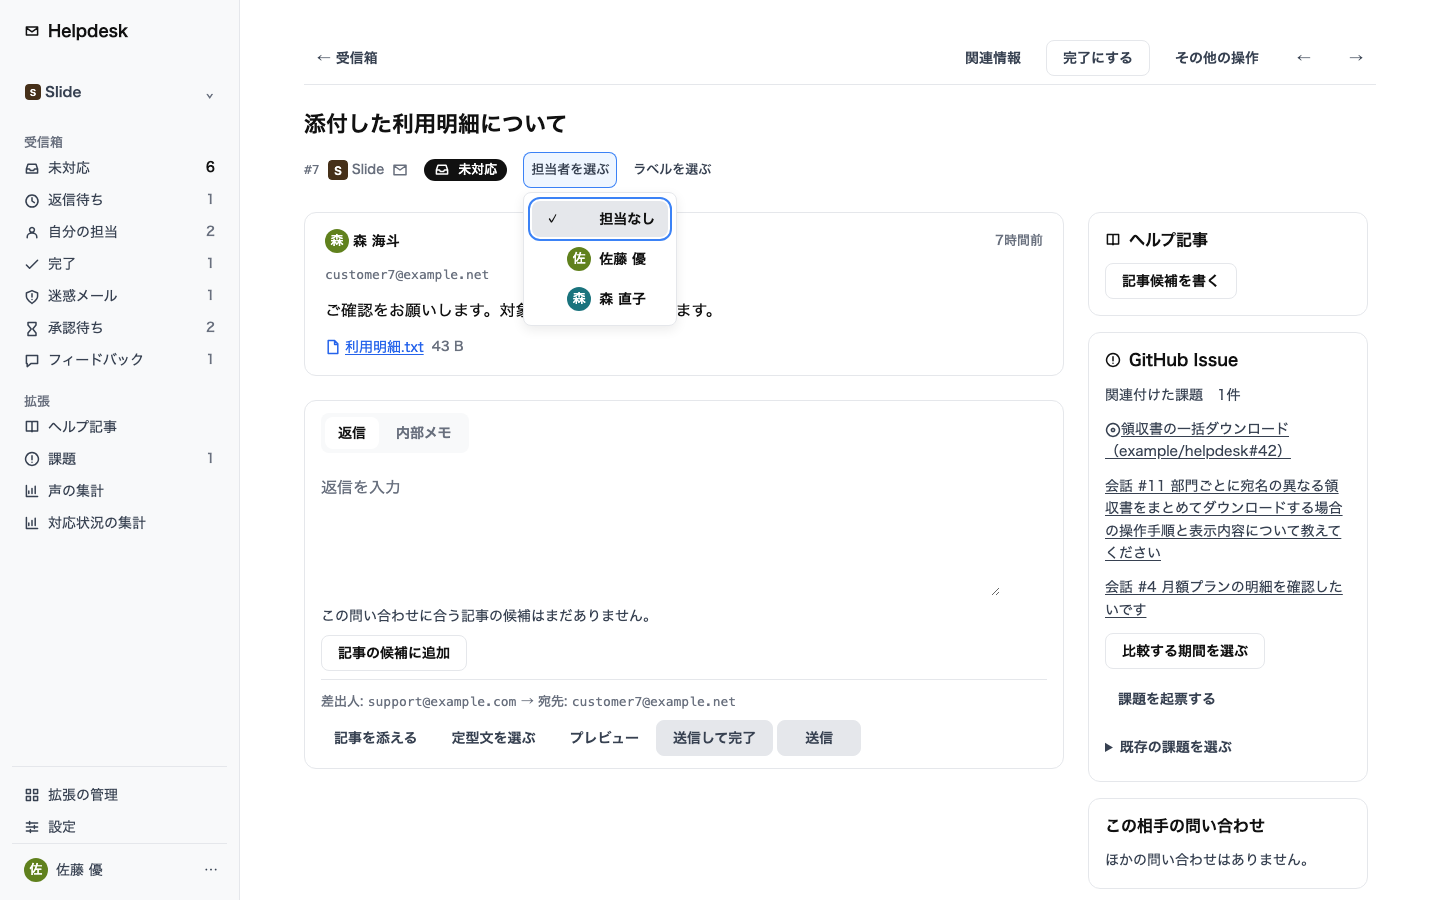 Helpdesk
S Slide
受信箱
未対応 6
返信待ち 1
自分の担当 2
完了 1
迷惑メール 1
承認待ち 2
フィードバック 1
拡張
ヘルプ記事
課題 1
声の集計
対応状況の集計
拡張の管理
設定
佐 佐藤 優 …
← 受信箱
関連情報 完了にする その他の操作 ← →
添付した利用明細について
#7 S Slide 未対応 担当者を選ぶ ラベルを選ぶ
✓ 担当なし
佐 佐藤 優
森 森 直子
森 森 海斗 7時間前
customer7@example.net
ご確認をお願いします。対 ます。
利用明細.txt 43 B
返信 内部メモ
返信を入力
この問い合わせに合う記事の候補はまだありません。
記事の候補に追加
差出人: support@example.com → 宛先: customer7@example.net
記事を添える 定型文を選ぶ プレビュー 送信して完了 送信
ヘルプ記事
記事候補を書く
GitHub Issue
関連付けた課題 1件
領収書の一括ダウンロード
（example/helpdesk#42）
会話 #11 部門ごとに宛名の異なる領
収書をまとめてダウンロードする場合
の操作手順と表示内容について教えて
ください
会話 #4 月額プランの明細を確認した
いです
比較する期間を選ぶ
課題を起票する
▶ 既存の課題を選ぶ
この相手の問い合わせ
ほかの問い合わせはありません。